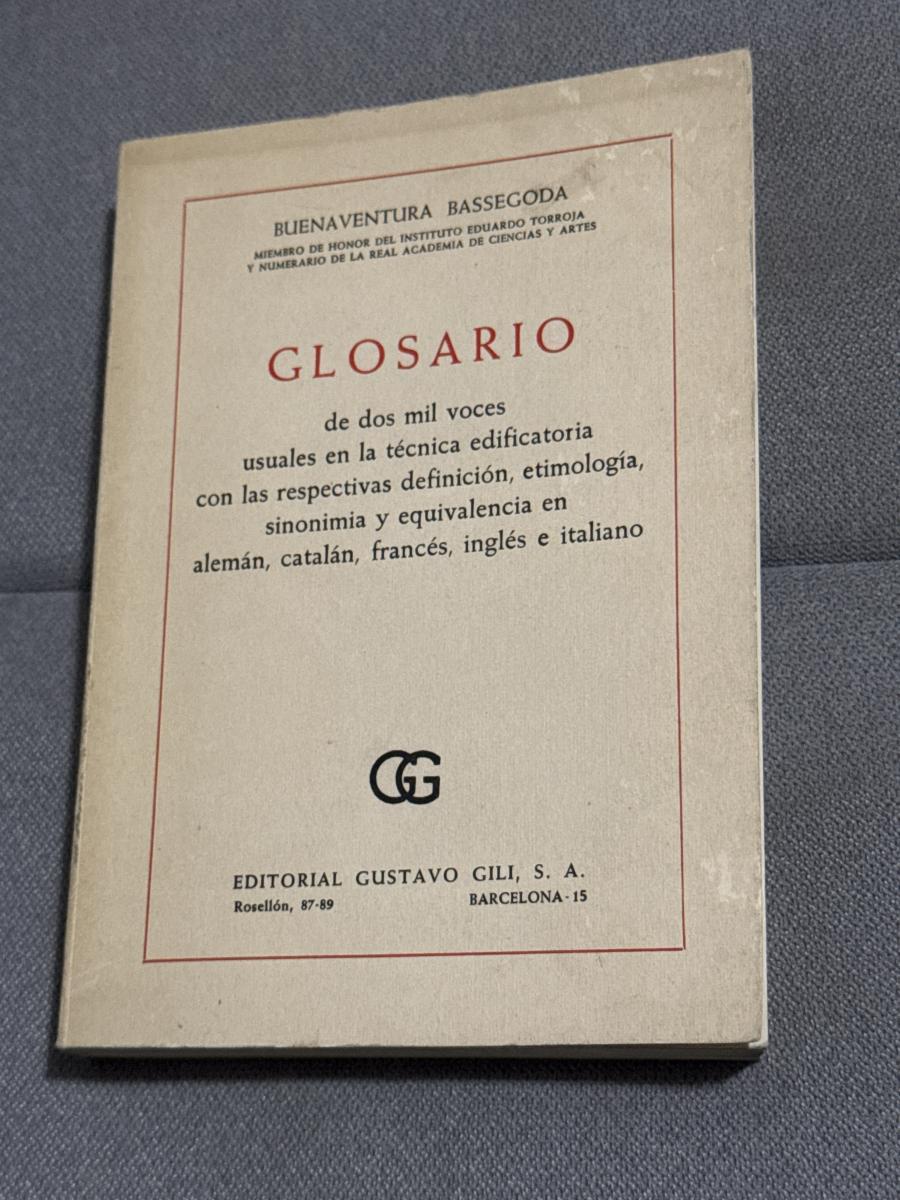 BUENAVENTURA BASSEGODA
MIEMBRO DE HONOR DEL INSTITUTO EDUARDO TORROJA
Y NUMERARIO DE LA REAL ACADEMIA DE CIENCIAS Y ARTES
GLOSARIO
de dos mil voces
usuales en la técnica edificatoria
con las respectivas definición, etimología,
sinonimia y equivalencia en
alemán, catalán, francés, inglés e italiano
GG
EDITORIAL GUSTAVO GILI, S. A.
Rosellón, 87-89 BARCELONA-15